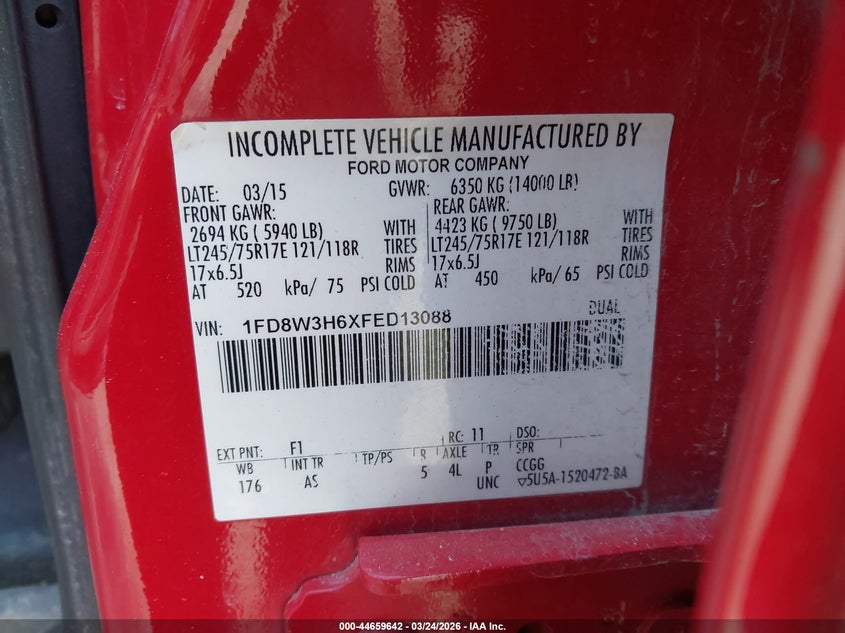 INCOMPLETE VEHICLE MANUFACTURED BY
FORD MOTOR COMPANY
DATE: 03/15 GVWR: 6350 KG (14000 LB)
FRONT GAWR: REAR GAWR:
2694 KG ( 5940 LB) WITH 4423 KG ( 9750 LB) WITH
LT245/75R17E 121/118R TIRES LT245/75R17E 121/118R TIRES
17x6.5J RIMS 17x6.5J RIMS
AT 520 kPa/ 75 PSI COLD AT 450 kPa/ 65 PSI COLD
VIN: 1FD8W3H6XFED13088 DUAL
EXT PNT: F1 RC: 11 DSO:
WB INT TR TP/PS R AXLE TR SPR
176 AS 5 4L P CCGG
UNC ▽5U5A-1520472-BA
000-44659642 / 03/24/2026 - IAA Inc.